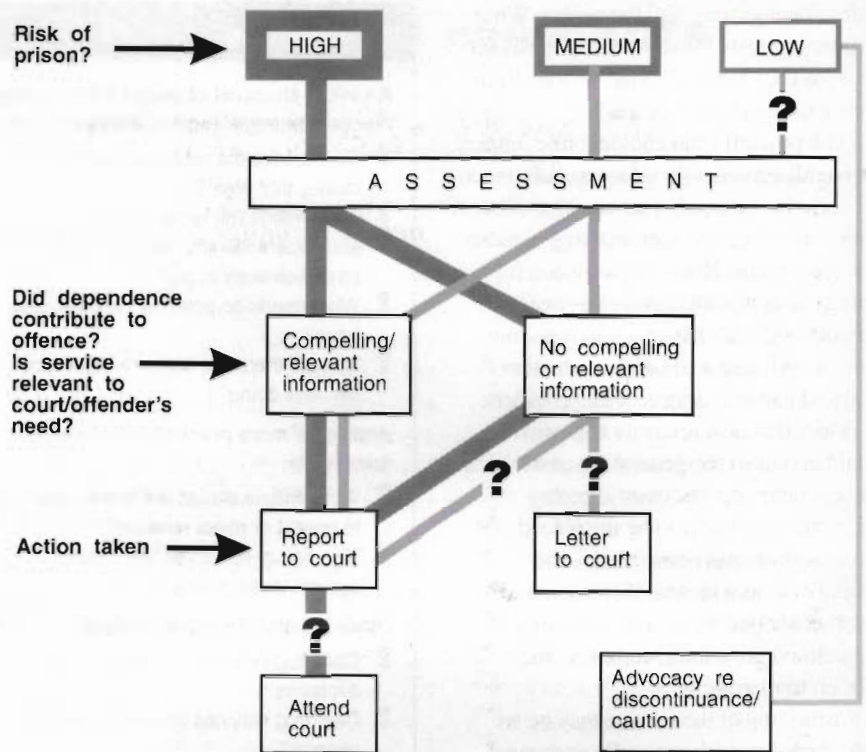 Risk of
prison?
HIGH
MEDIUM
LOW
?
A S S E S S M E N T
Did dependence
contribute to
offence?
Is service
relevant to
court/offender's
need?
Compelling/
relevant
information
No compelling
or relevant
information
?
?
Action taken
Report
to court
Letter
to court
?
Attend
court
Advocacy re
discontinuance/
caution